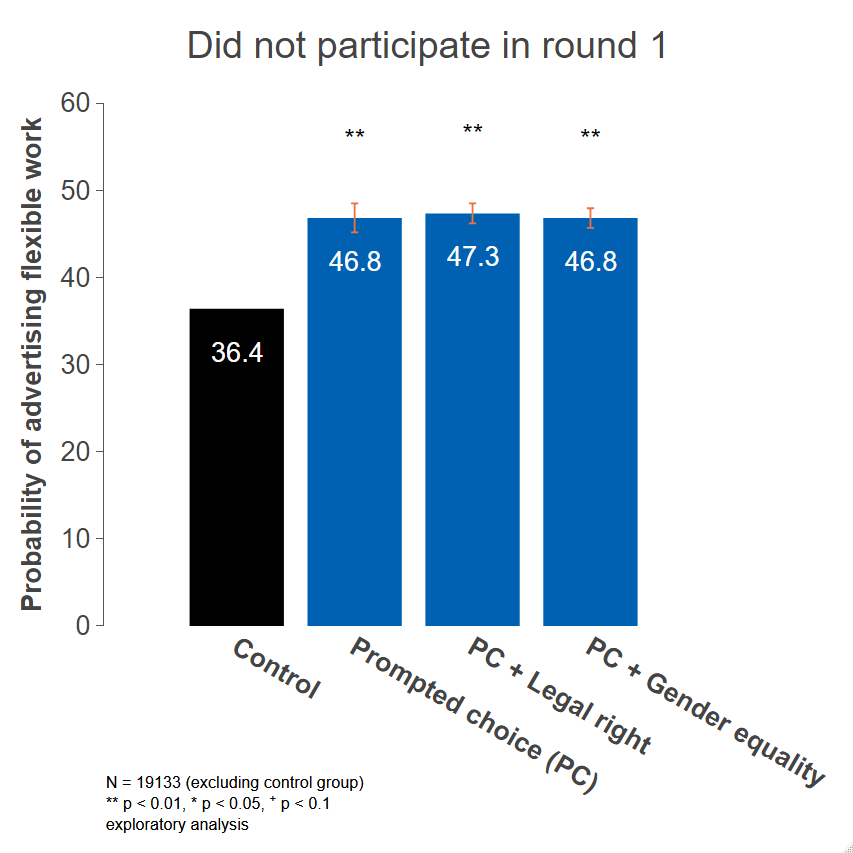 Did not participate in round 1
Probability of advertising flexible work
60
50
40
30
20
10
0
**
**
**
36.4
46.8
47.3
46.8
Control
Prompted choice (PC)
PC + Legal right
PC + Gender equality
N = 19133 (excluding control group)
** p < 0.01, * p < 0.05, ⁺ p < 0.1
exploratory analysis